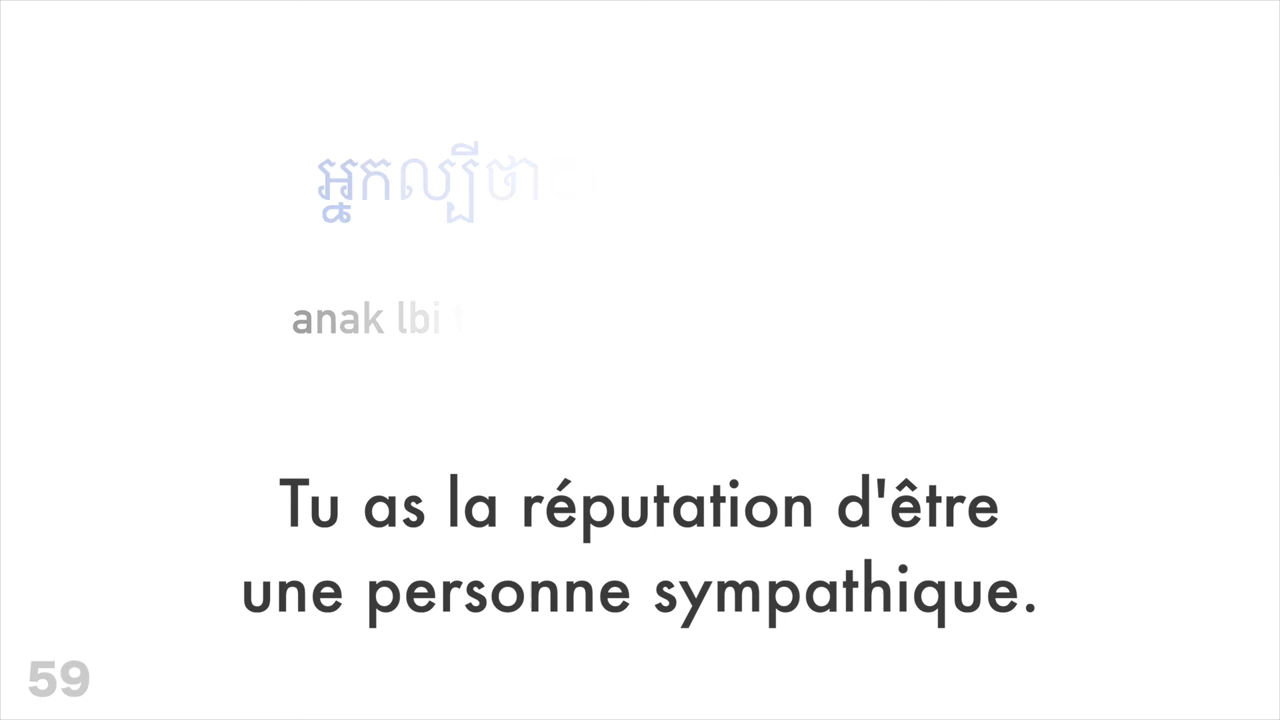 អ្នកល្បីថា
anak lbi
Tu as la réputation d'être
une personne sympathique.
59